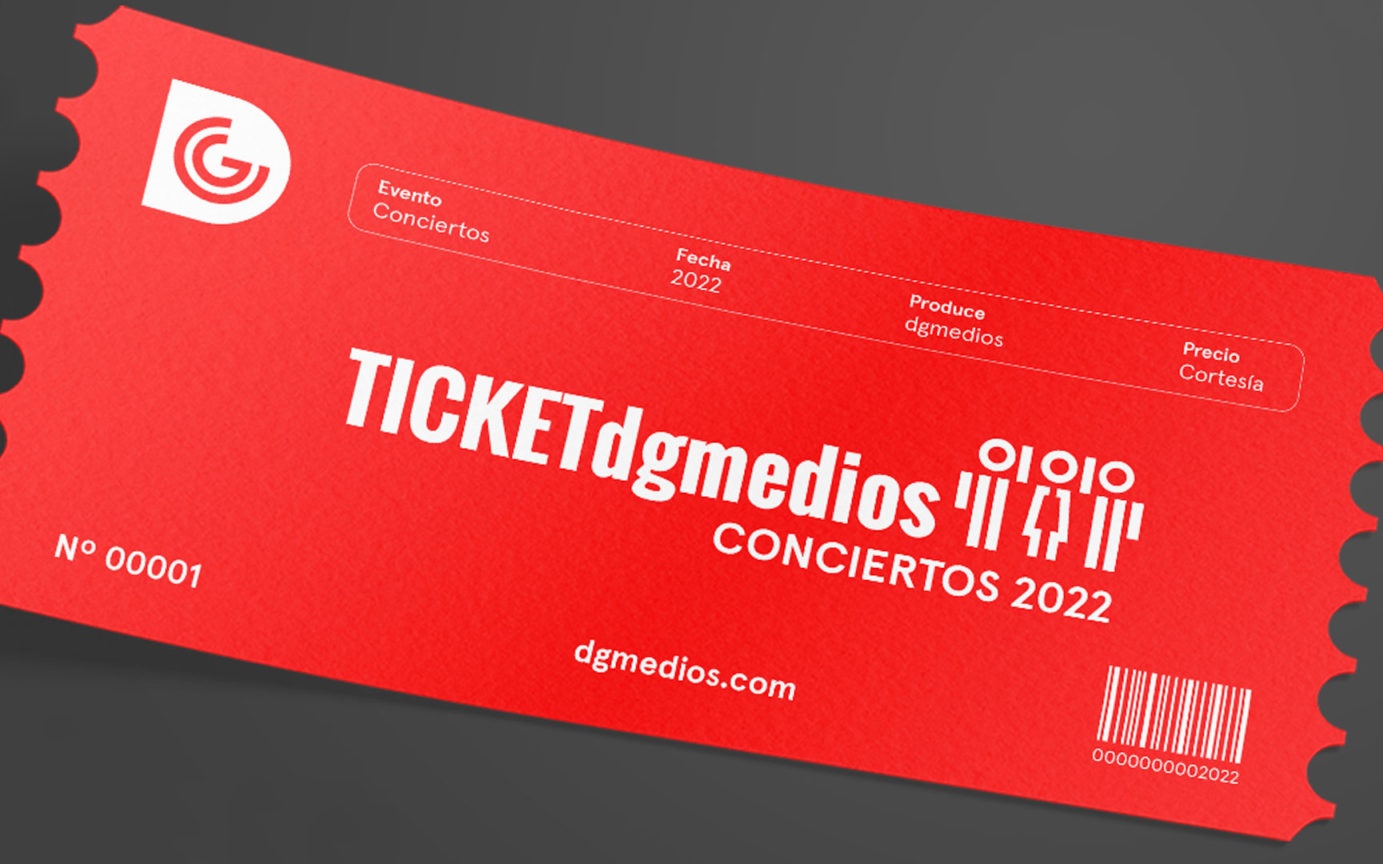 Evento
Conciertos
Fecha
2022
Produce
dgmedios
Precio
Cortesía
TICKETdgmedios
CONCIERTOS 2022
Nº 00001
dgmedios.com
0000000002022